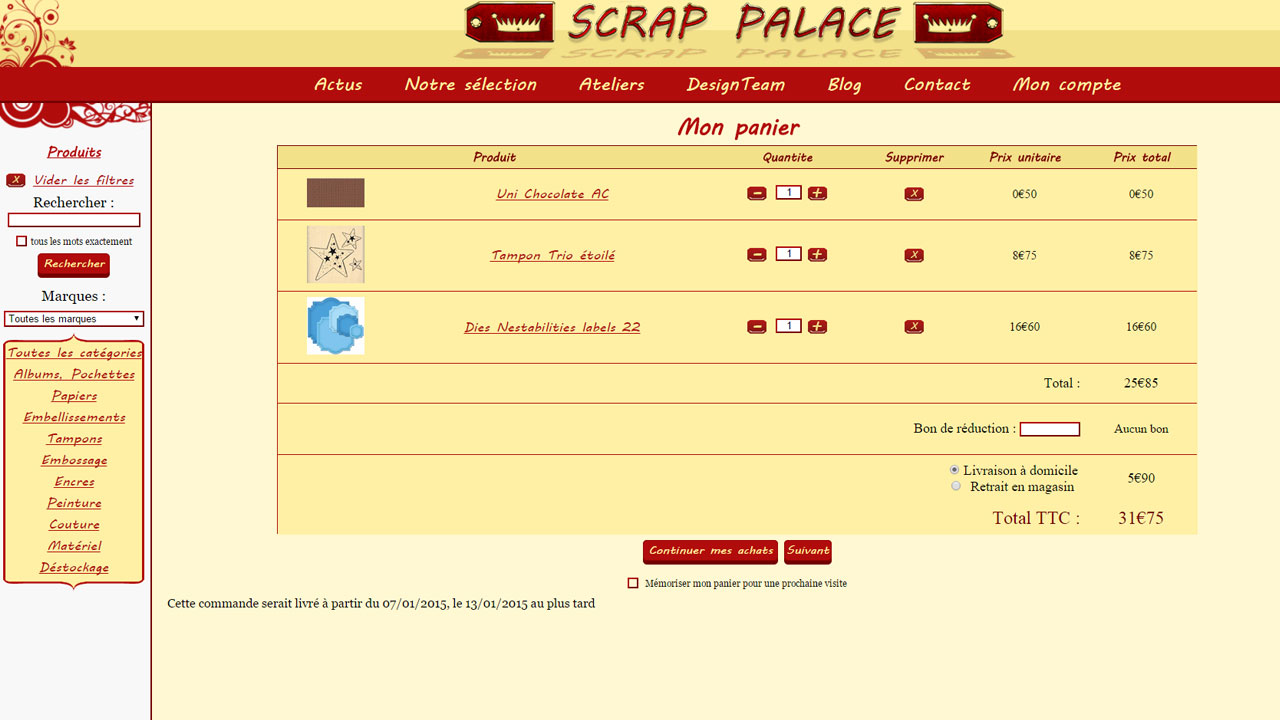 SCRAP PALACE
Actus Notre sélection Ateliers DesignTeam Blog Contact Mon compte
Produits
X Vider les filtres
Rechercher :
tous les mots exactement
Rechercher
Marques :
Toutes les marques
Toutes les catégories
Albums, Pochettes
Papiers
Embellissements
Tampons
Embossage
Encres
Peinture
Couture
Matériel
Déstockage
Mon panier
Produit Quantite Supprimer Prix unitaire Prix total
Uni Chocolate AC - 1 + X 0€50 0€50
Tampon Trio étoilé - 1 + X 8€75 8€75
Dies Nestabilities labels 22 - 1 + X 16€60 16€60
Total : 25€85
Bon de réduction : Aucun bon
Livraison à domicile 5€90
Retrait en magasin
Total TTC : 31€75
Continuer mes achats Suivant
Mémoriser mon panier pour une prochaine visite
Cette commande serait livré à partir du 07/01/2015, le 13/01/2015 au plus tard